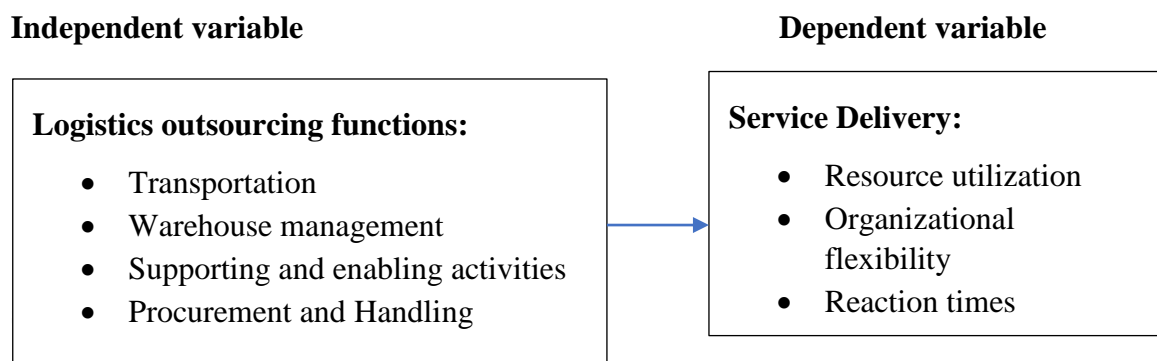 Independent variable
Dependent variable
Logistics outsourcing functions:
• Transportation
• Warehouse management
• Supporting and enabling activities
• Procurement and Handling
Service Delivery:
• Resource utilization
• Organizational
flexibility
• Reaction times